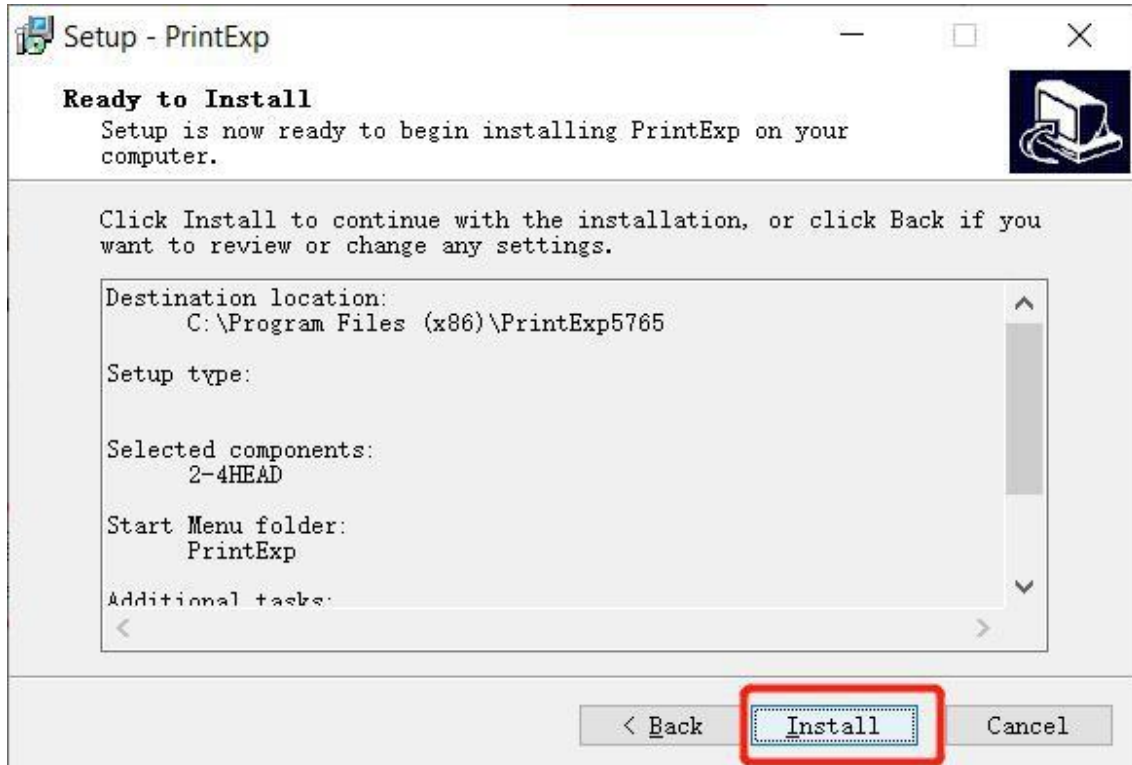 Setup - PrintExp
Ready to Install
Setup is now ready to begin installing PrintExp on your
computer.
Click Install to continue with the installation, or click Back if you
want to review or change any settings.
Destination location:
C:\Program Files (x86)\PrintExp5765
Setup type:
Selected components:
2-4HEAD
Start Menu folder:
PrintExp
Additional tasks:
< Back
Install
Cancel